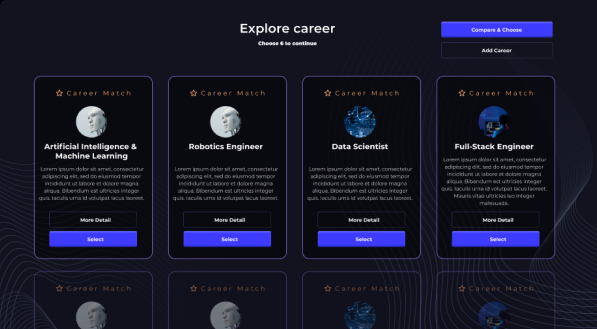 Explore career
Choose 6 to continue
Compare & Choose
Add Career
Career Match
Artificial Intelligence &
Machine Learning
Lorem ipsum dolor sit amet, consectetur
adipiscing elit, sed do eiusmod tempor
incididunt ut labore et dolore magna
aliqua. Bibendum est ultricies integer
quis. Iaculis urna id volutpat lacus laoreet.
More Detail
Select
Career Match
Robotics Engineer
Lorem ipsum dolor sit amet, consectetur
adipiscing elit, sed do eiusmod tempor
incididunt ut labore et dolore magna
aliqua. Bibendum est ultricies integer
quis. Iaculis urna id volutpat lacus laoreet.
More Detail
Select
Career Match
Data Scientist
Lorem ipsum dolor sit amet, consectetur
adipiscing elit, sed do eiusmod tempor
incididunt ut labore et dolore magna
aliqua. Bibendum est ultricies integer
quis. Iaculis urna id volutpat lacus laoreet.
More Detail
Select
Career Match
Full-Stack Engineer
Lorem ipsum dolor sit amet, consectetur
adipiscing elit, sed do eiusmod tempor
incididunt ut labore et dolore magna
aliqua. Bibendum est ultricies integer
quis. Iaculis urna id volutpat lacus laoreet.
Mauris vitae ultricies leo integer
malesuada.
More Detail
Select
Career Match
Career Match
Career Match
Career Match